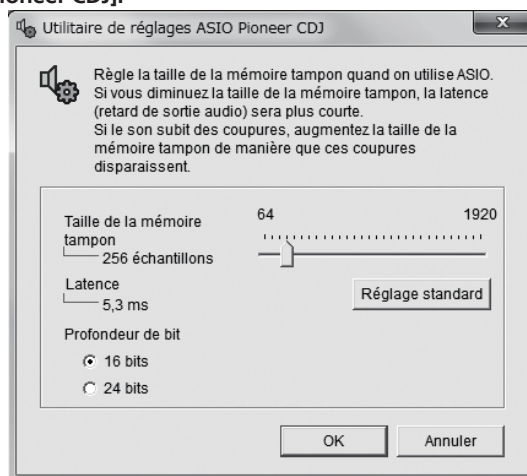 ioneer CDJ].
Utilitaire de réglages ASIO Pioneer CDJ
Règle la taille de la mémoire tampon quand on utilise ASIO.
Si vous diminuez la taille de la mémoire tampon, la latence
(retard de sortie audio) sera plus courte.
Si le son subit des coupures, augmentez la taille de la
mémoire tampon de manière que ces coupures
disparaissent.
Taille de la mémoire
tampon
256 échantillons
64
1920
Latence
5,3 ms
Réglage standard
Profondeur de bit
16 bits
24 bits
OK
Annuler